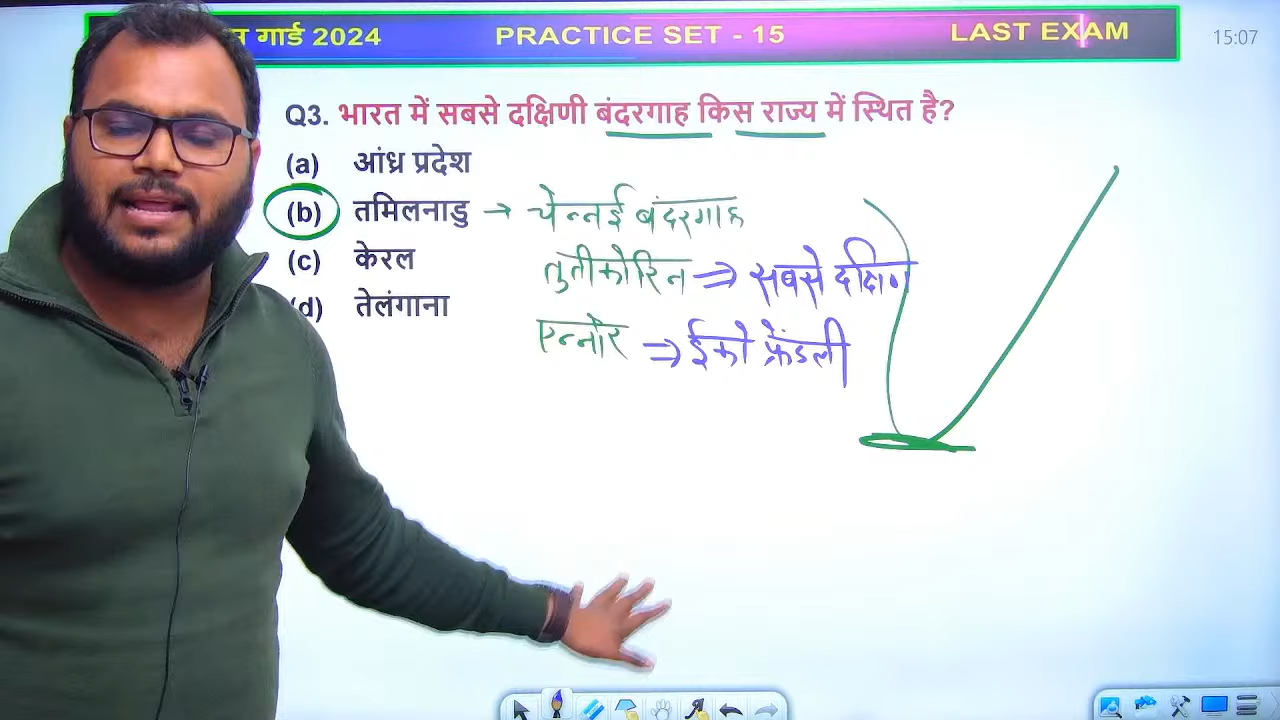 त गार्ड 2024 PRACTICE SET - 15 LAST EXAM
15:07
Q3. भारत में सबसे दक्षिणी बंदरगाह किस राज्य में स्थित है?
(a) आंध्र प्रदेश
(b) तमिलनाडु → चेन्नई बंदरगाह
तुतीकोरिन ⇒ सबसे दक्षिण
(c) केरल
(d) तेलंगाना
एन्नोर ⇒ ईको फ्रेंडली